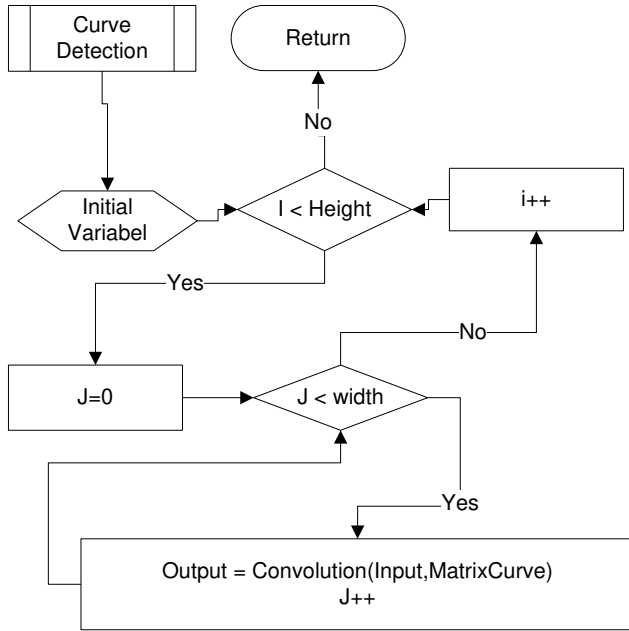 Curve
Detection
Return
No
Initial
Variabel
I < Height
i++
Yes
No
J=0
J < width
Yes
Output = Convolution(Input,MatrixCurve)
J++